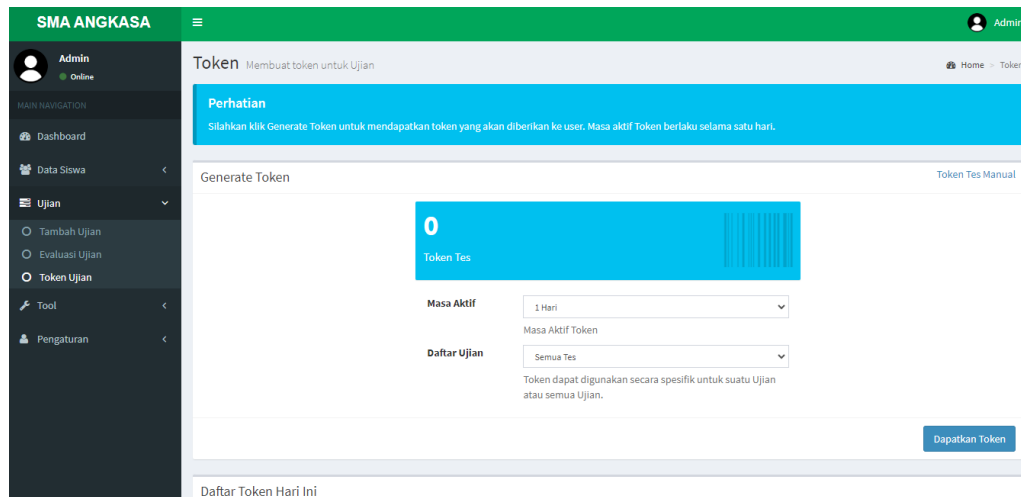 SMA ANGKASA
Admin
Admin
Online
MAIN NAVIGATION
Dashboard
Data Siswa
Ujian
Tambah Ujian
Evaluasi Ujian
Token Ujian
Tool
Pengaturan
Token Membuat token untuk Ujian
Home > Token
Perhatian
Silahkan klik Generate Token untuk mendapatkan token yang akan diberikan ke user. Masa aktif Token berlaku selama satu hari.
Generate Token
Token Tes Manual
0
Token Tes
Masa Aktif
1 Hari
Masa Aktif Token
Daftar Ujian
Semua Tes
Token dapat digunakan secara spesifik untuk suatu Ujian
atau semua Ujian.
Dapatkan Token
Daftar Token Hari Ini